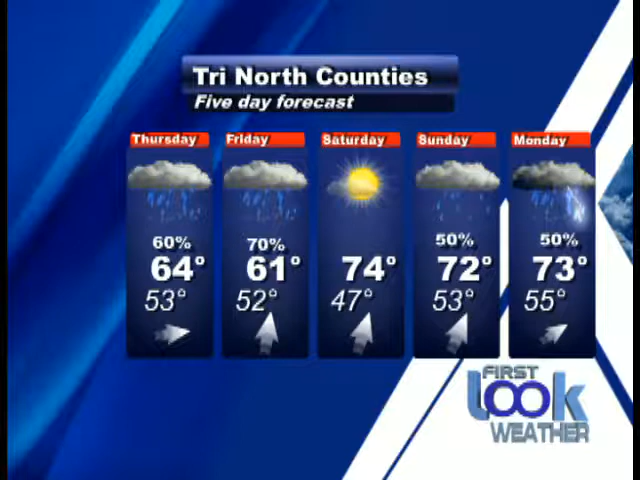 Tri North Counties
Five day forecast
Thursday Friday Saturday Sunday Monday
60% 70% 50% 50%
64° 61° 74° 72° 73°
53° 52° 47° 53° 55°
FIRST
Look
WEATHER